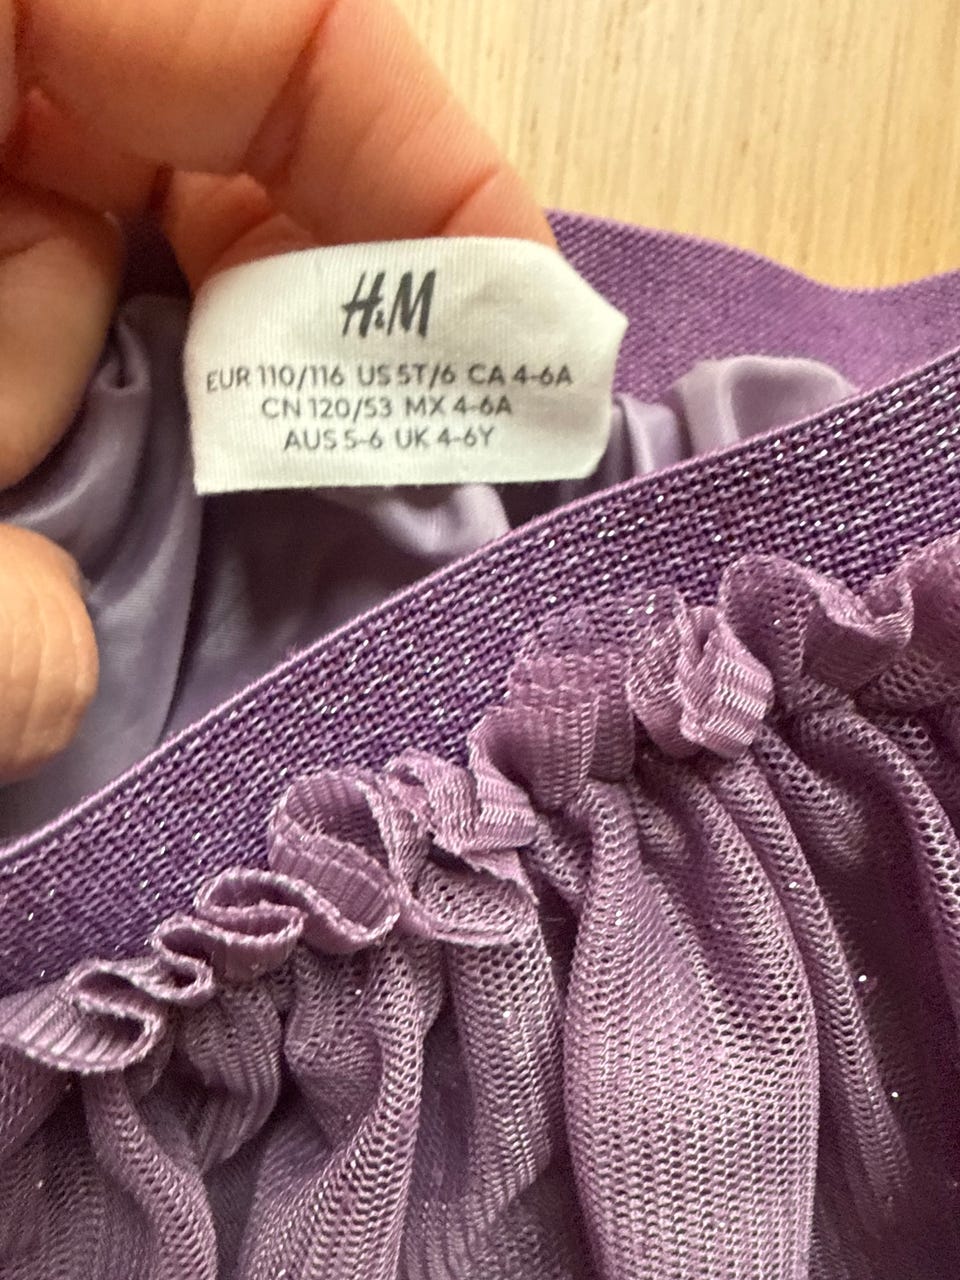 H&M
EUR 110/116 US 5T/6 CA 4-6A
CN 120/53 MX 4-6A
AUS 5-6 UK 4-6Y